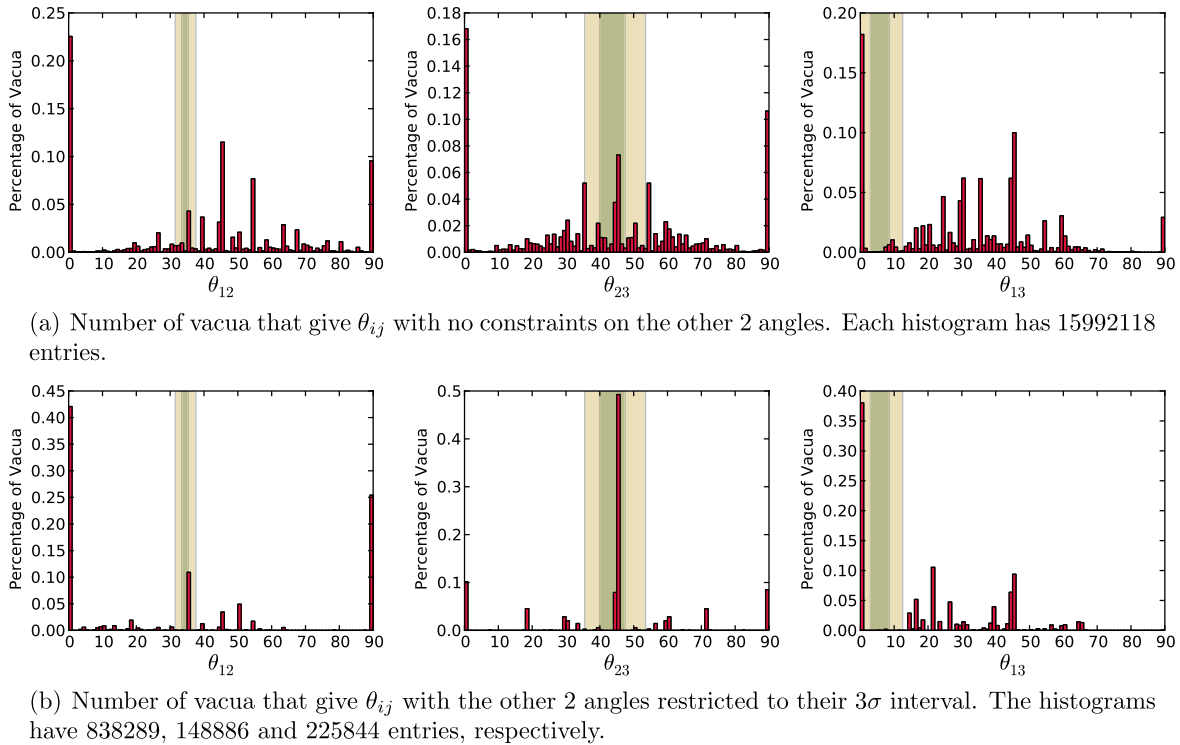 0.25
0.20
0.15
0.10
0.05
0.00
Percentage of Vacua
0 10 20 30 40 50 60 70 80 90
θ12
0.18
0.16
0.14
0.12
0.10
0.08
0.06
0.04
0.02
0.00
Percentage of Vacua
0 10 20 30 40 50 60 70 80 90
θ23
0.20
0.15
0.10
0.05
0.00
Percentage of Vacua
0 10 20 30 40 50 60 70 80 90
θ13
(a) Number of vacua that give θij with no constraints on the other 2 angles. Each histogram has 15992118
entries.
0.45
0.40
0.35
0.30
0.25
0.20
0.15
0.10
0.05
0.00
Percentage of Vacua
0 10 20 30 40 50 60 70 80 90
θ12
0.5
0.4
0.3
0.2
0.1
0.0
Percentage of Vacua
0 10 20 30 40 50 60 70 80 90
θ23
0.40
0.35
0.30
0.25
0.20
0.15
0.10
0.05
0.00
Percentage of Vacua
0 10 20 30 40 50 60 70 80 90
θ13
(b) Number of vacua that give θij with the other 2 angles restricted to their 3σ interval. The histograms
have 838289, 148886 and 225844 entries, respectively.